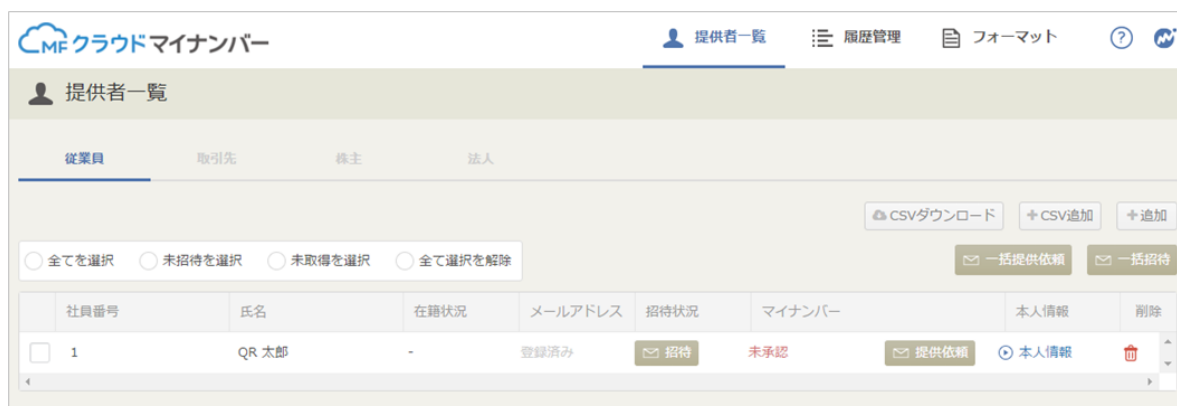 MFクラウドマイナンバー
提供者一覧 履歴管理 フォーマット ?
提供者一覧
従業員 取引先 株主 法人
CSVダウンロード +CSV追加 +追加
全てを選択 未招待を選択 未取得を選択 全て選択を解除 一括提供依頼 一括招待
社員番号 氏名 在籍状況 メールアドレス 招待状況 マイナンバー 本人情報 削除
1 QR 太郎 - 登録済み 招待 未承認 提供依頼 本人情報